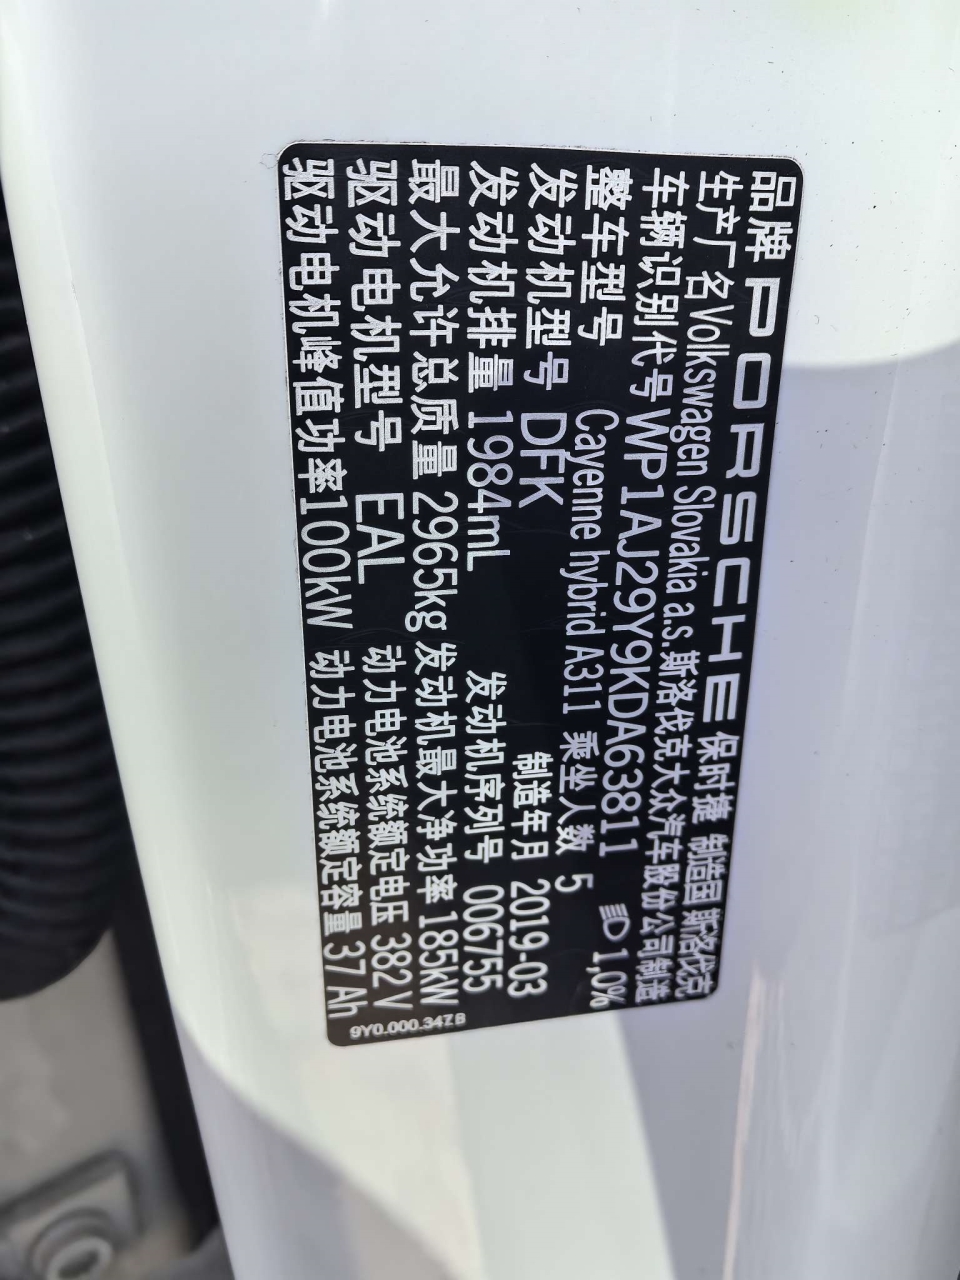 品牌 PORSCHE 保时捷 制造国 斯洛伐克
生产厂名Volkswagen Slovakia a.s.斯洛伐克大众汽车股份公司制造
车辆识别代号 WP1AJ29Y9KDA63811 1,0%
整车型号 Cayenne hybrid A311 乘坐人数 5
发动机型号 DFK 制造年月 2019-03
发动机排量 1984mL 发动机序列号 006755
最大允许总质量 2965kg 发动机最大净功率 185kW
驱动电机型号 EAL 动力电池系统额定电压 382 V
驱动电机峰值功率100kW 动力电池系统额定容量 37 Ah
9Y0.000.34Z B